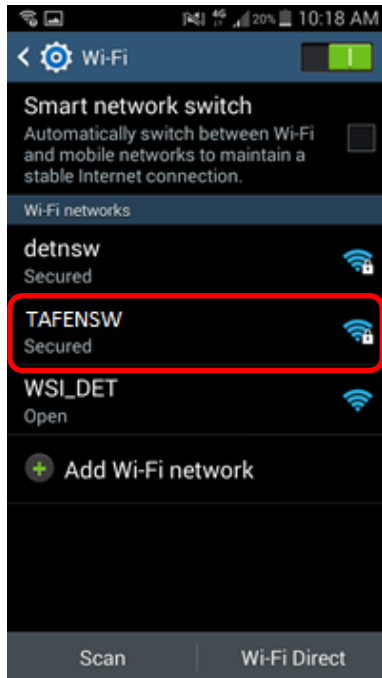 4G 20% 10:18 AM
Wi-Fi
Smart network switch
Automatically switch between Wi-Fi
and mobile networks to maintain a
stable Internet connection.
Wi-Fi networks
detnsw
Secured
TAFENSW
Secured
WSI_DET
Open
Add Wi-Fi network
Scan Wi-Fi Direct